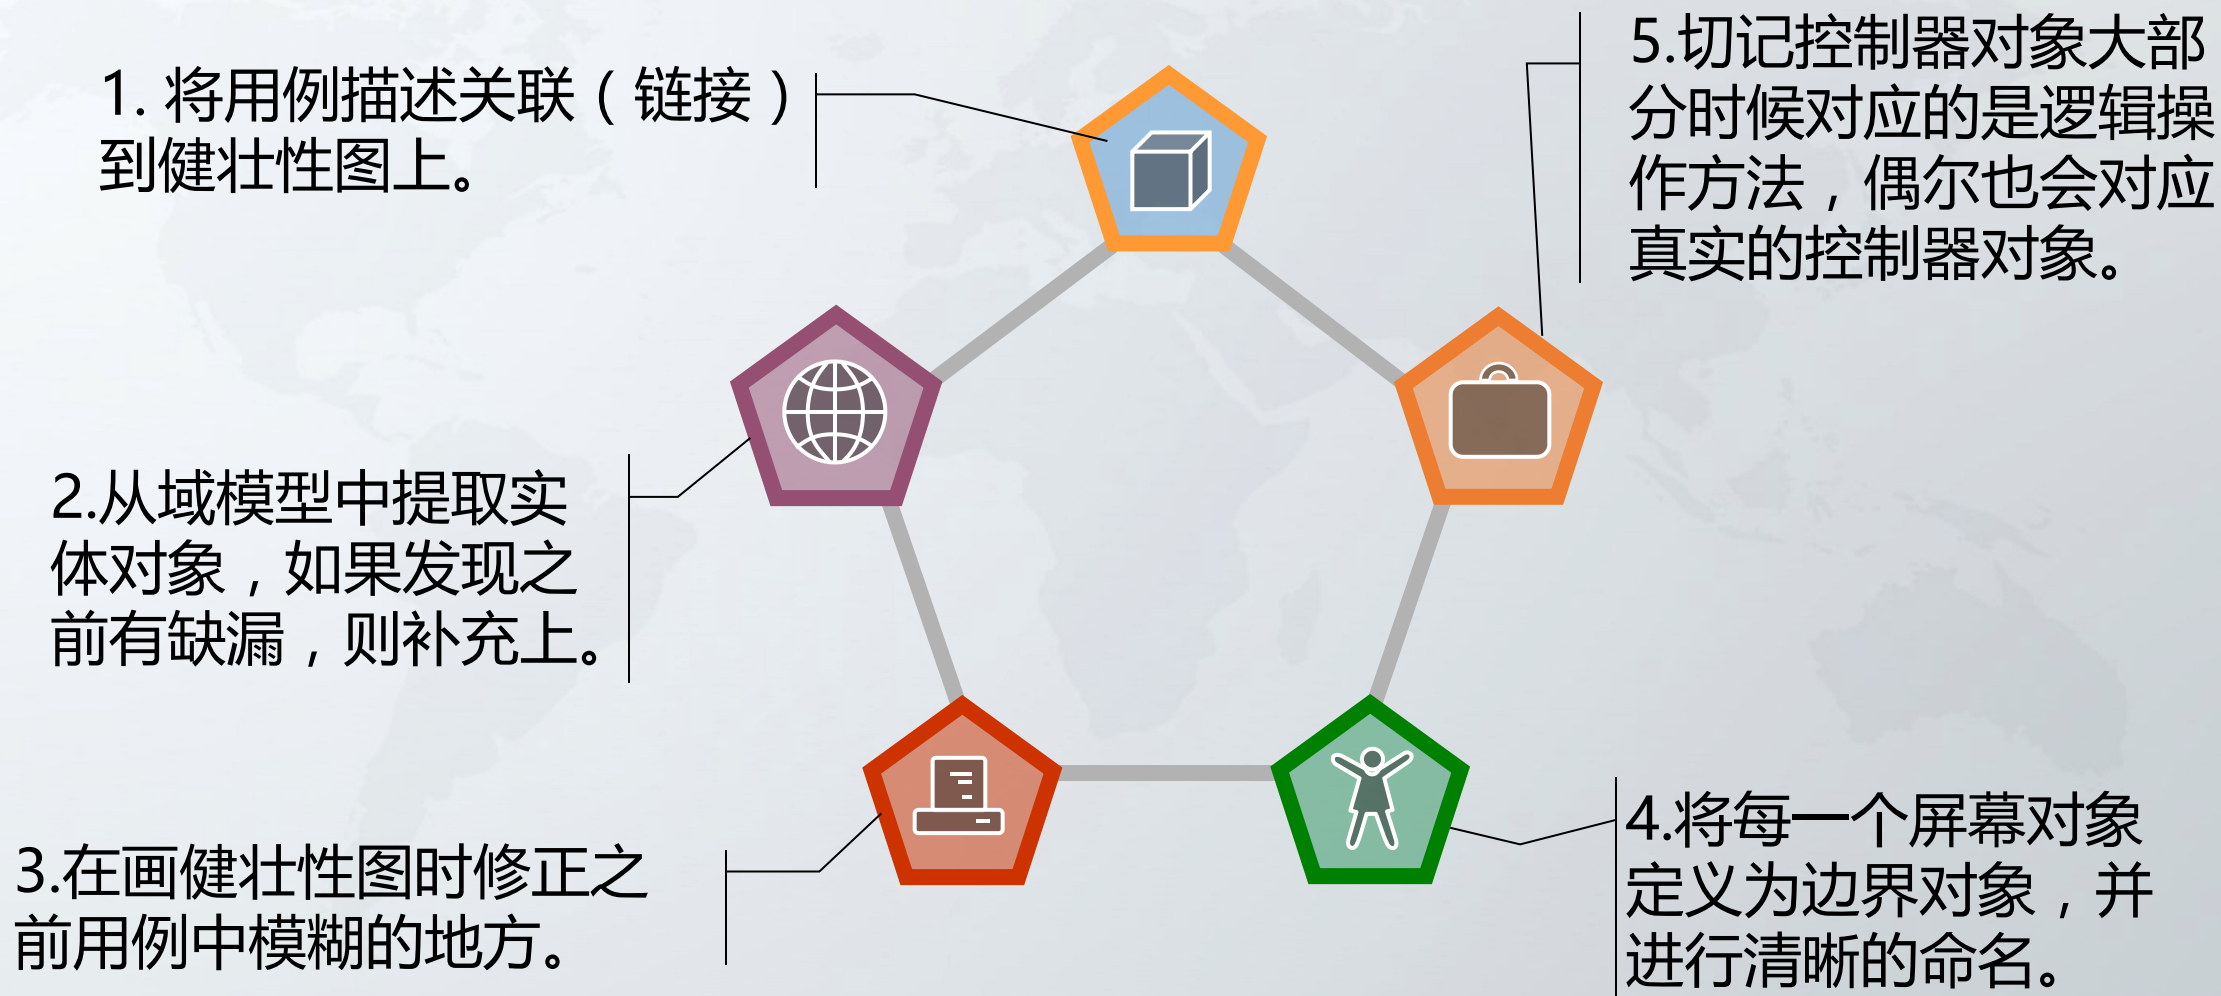 1. 将用例描述关联（链接）
到健壮性图上。
2.从域模型中提取实
体对象，如果发现之
前有缺漏，则补充上。
3.在画健壮性图时修正之
前用例中模糊的地方。
4.将每一个屏幕对象
定义为边界对象，并
进行清晰的命名。
5.切记控制器对象大部
分时候对应的是逻辑操
作方法，偶尔也会对应
真实的控制器对象。